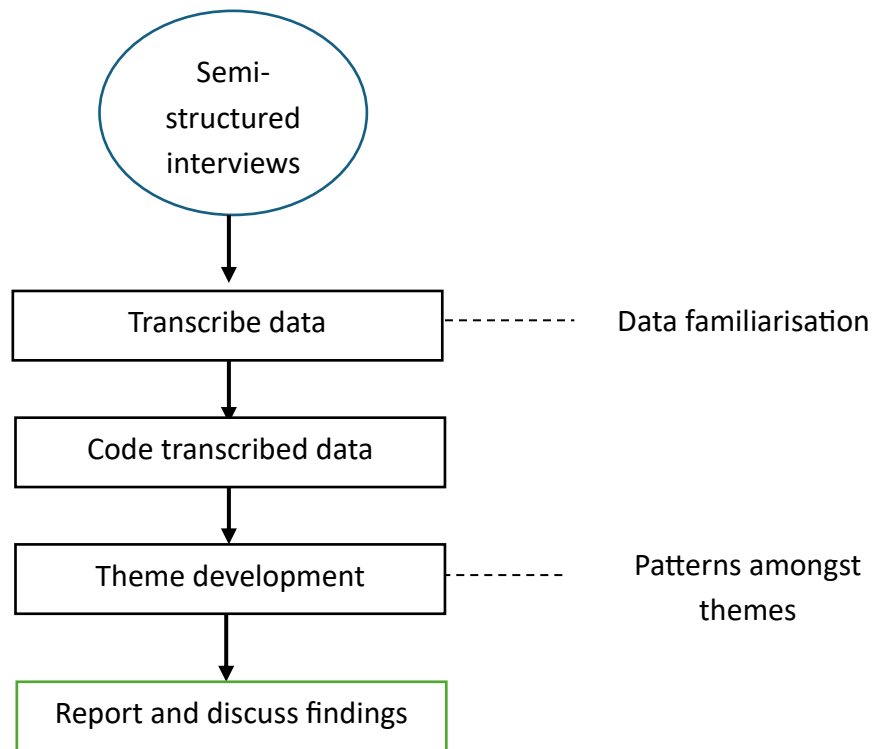 Semi-
structured
interviews
Transcribe data
Data familiarisation
Code transcribed data
Theme development
Patterns amongst
themes
Report and discuss findings